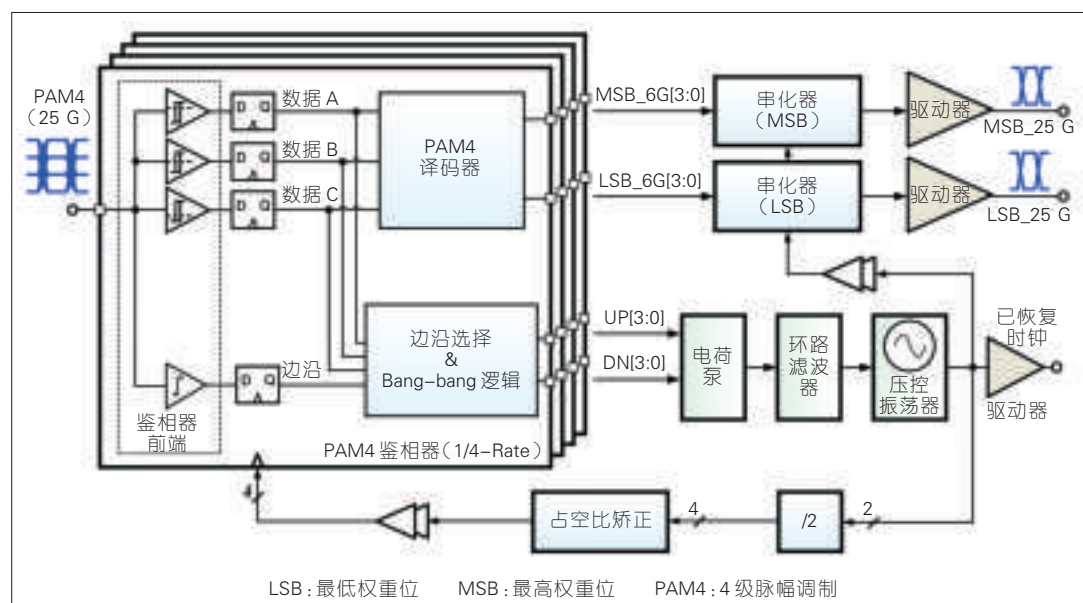 PAM4
（25 G）
数据 A
数据 B
数据 C
边沿
鉴相器
前端
PAM4
译码器
边沿选择
&
Bang-bang 逻辑
PAM4 鉴相器（1/4-Rate）
MSB_6G[3:0]
LSB_6G[3:0]
UP[3:0]
DN[3:0]
串化器
（MSB）
串化器
（LSB）
驱动器
MSB_25 G
驱动器
LSB_25 G
电荷
泵
环路
滤波
器
压控
振荡器
已恢复
时钟
驱动器
4
占空比矫正
4
/2
2
LSB：最低权重位 MSB：最高权重位 PAM4：4 级脉幅调制